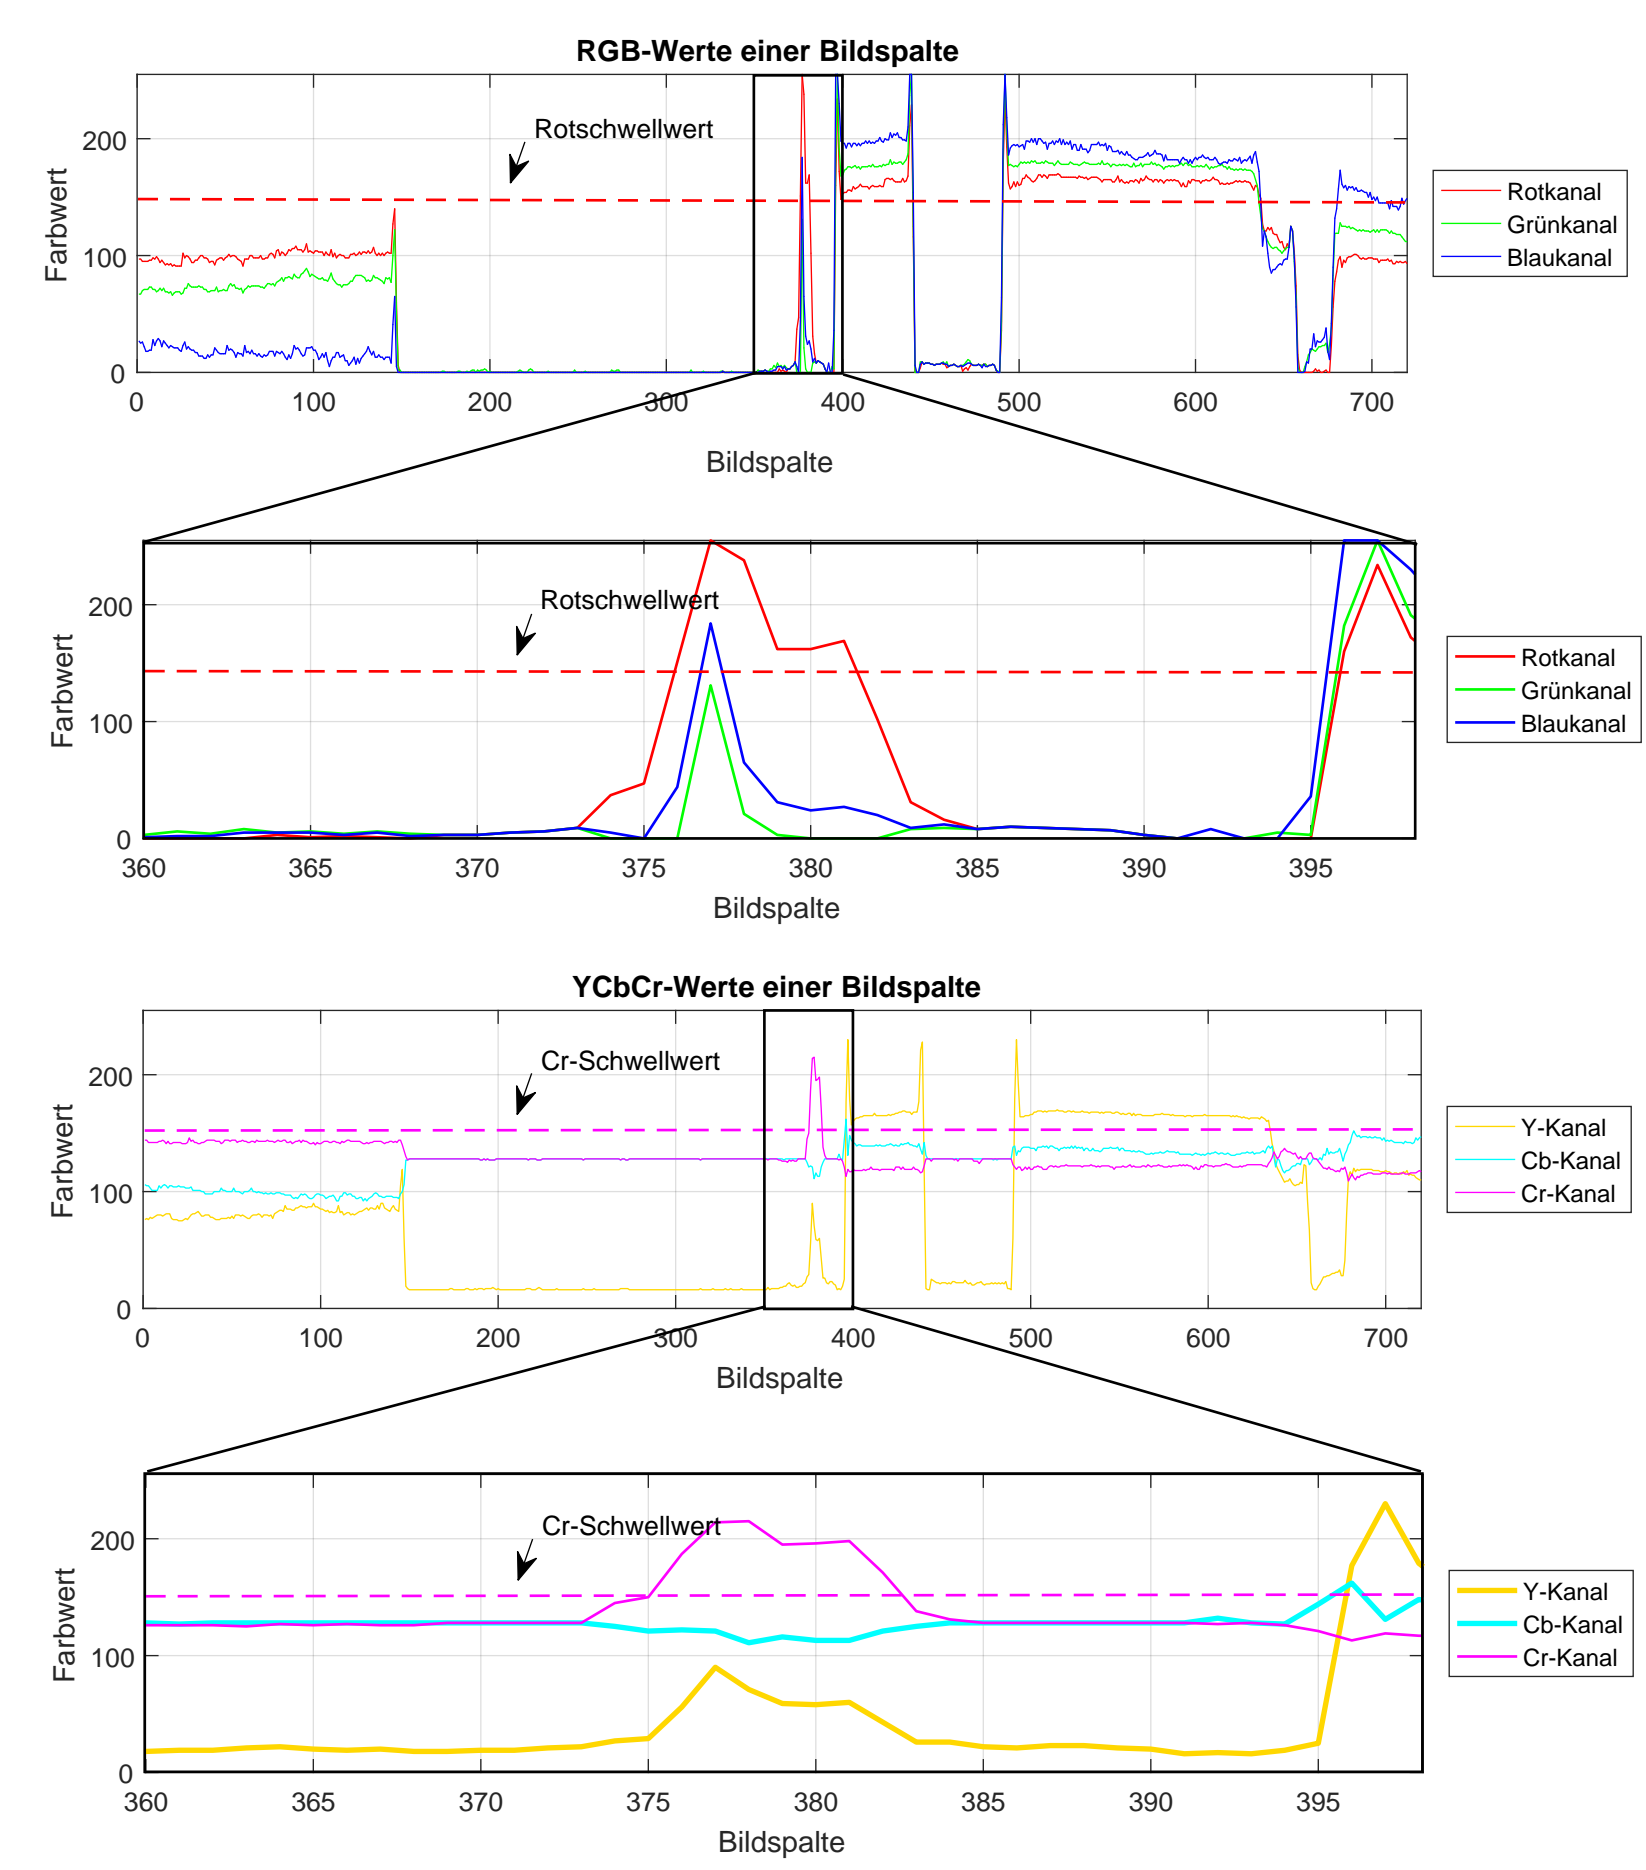 RGB-Werte einer Bildspalte
Rotschwellwert
Farbwert
200
100
0
0 100 200 300 400 500 600 700
Bildspalte
Rotkanal
Grünkanal
Blaukanal
Rotschwellwert
Farbwert
200
100
0
360 365 370 375 380 385 390 395
Bildspalte
Rotkanal
Grünkanal
Blaukanal
YCbCr-Werte einer Bildspalte
Cr-Schwellwert
Farbwert
200
100
0
0 100 200 300 400 500 600 700
Bildspalte
Y-Kanal
Cb-Kanal
Cr-Kanal
Cr-Schwellwert
Farbwert
200
100
0
360 365 370 375 380 385 390 395
Bildspalte
Y-Kanal
Cb-Kanal
Cr-Kanal